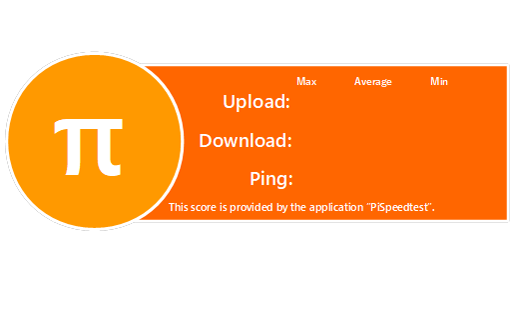 Max Average Min
Upload:
Download:
π
Ping:
This score is provided by the application "PiSpeedtest".